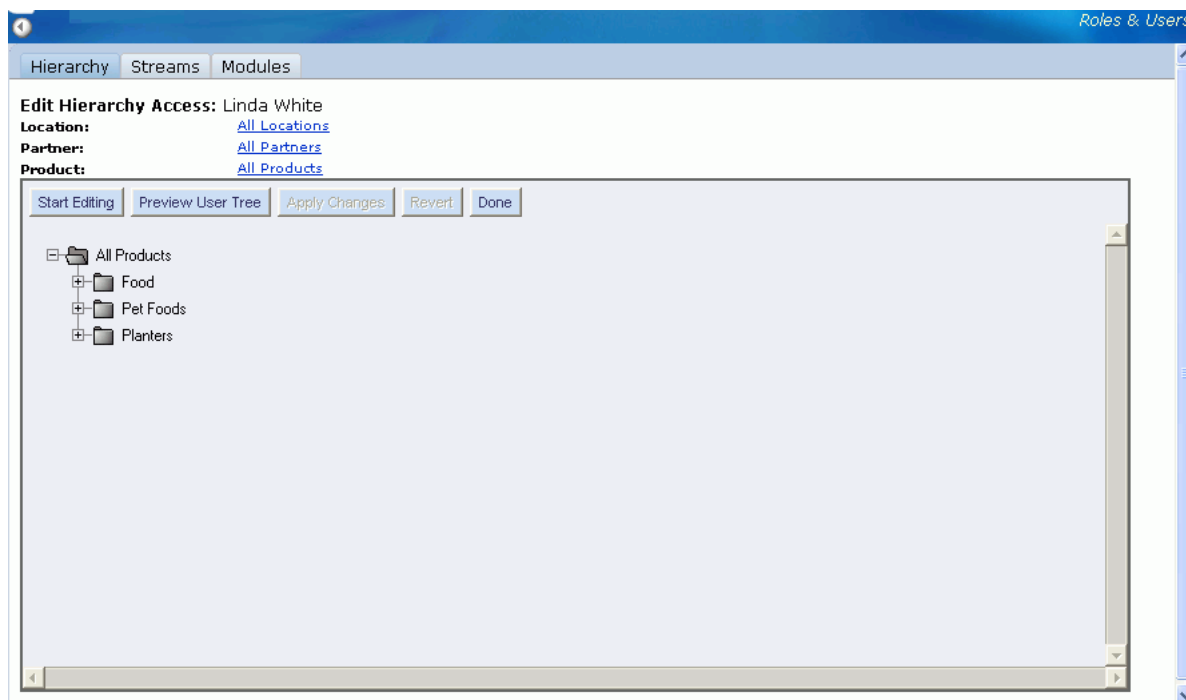 Roles & Users
Hierarchy Streams Modules
Edit Hierarchy Access: Linda White
Location: All Locations
Partner: All Partners
Product: All Products
Start Editing Preview User Tree Apply Changes Revert Done
All Products
Food
Pet Foods
Planters